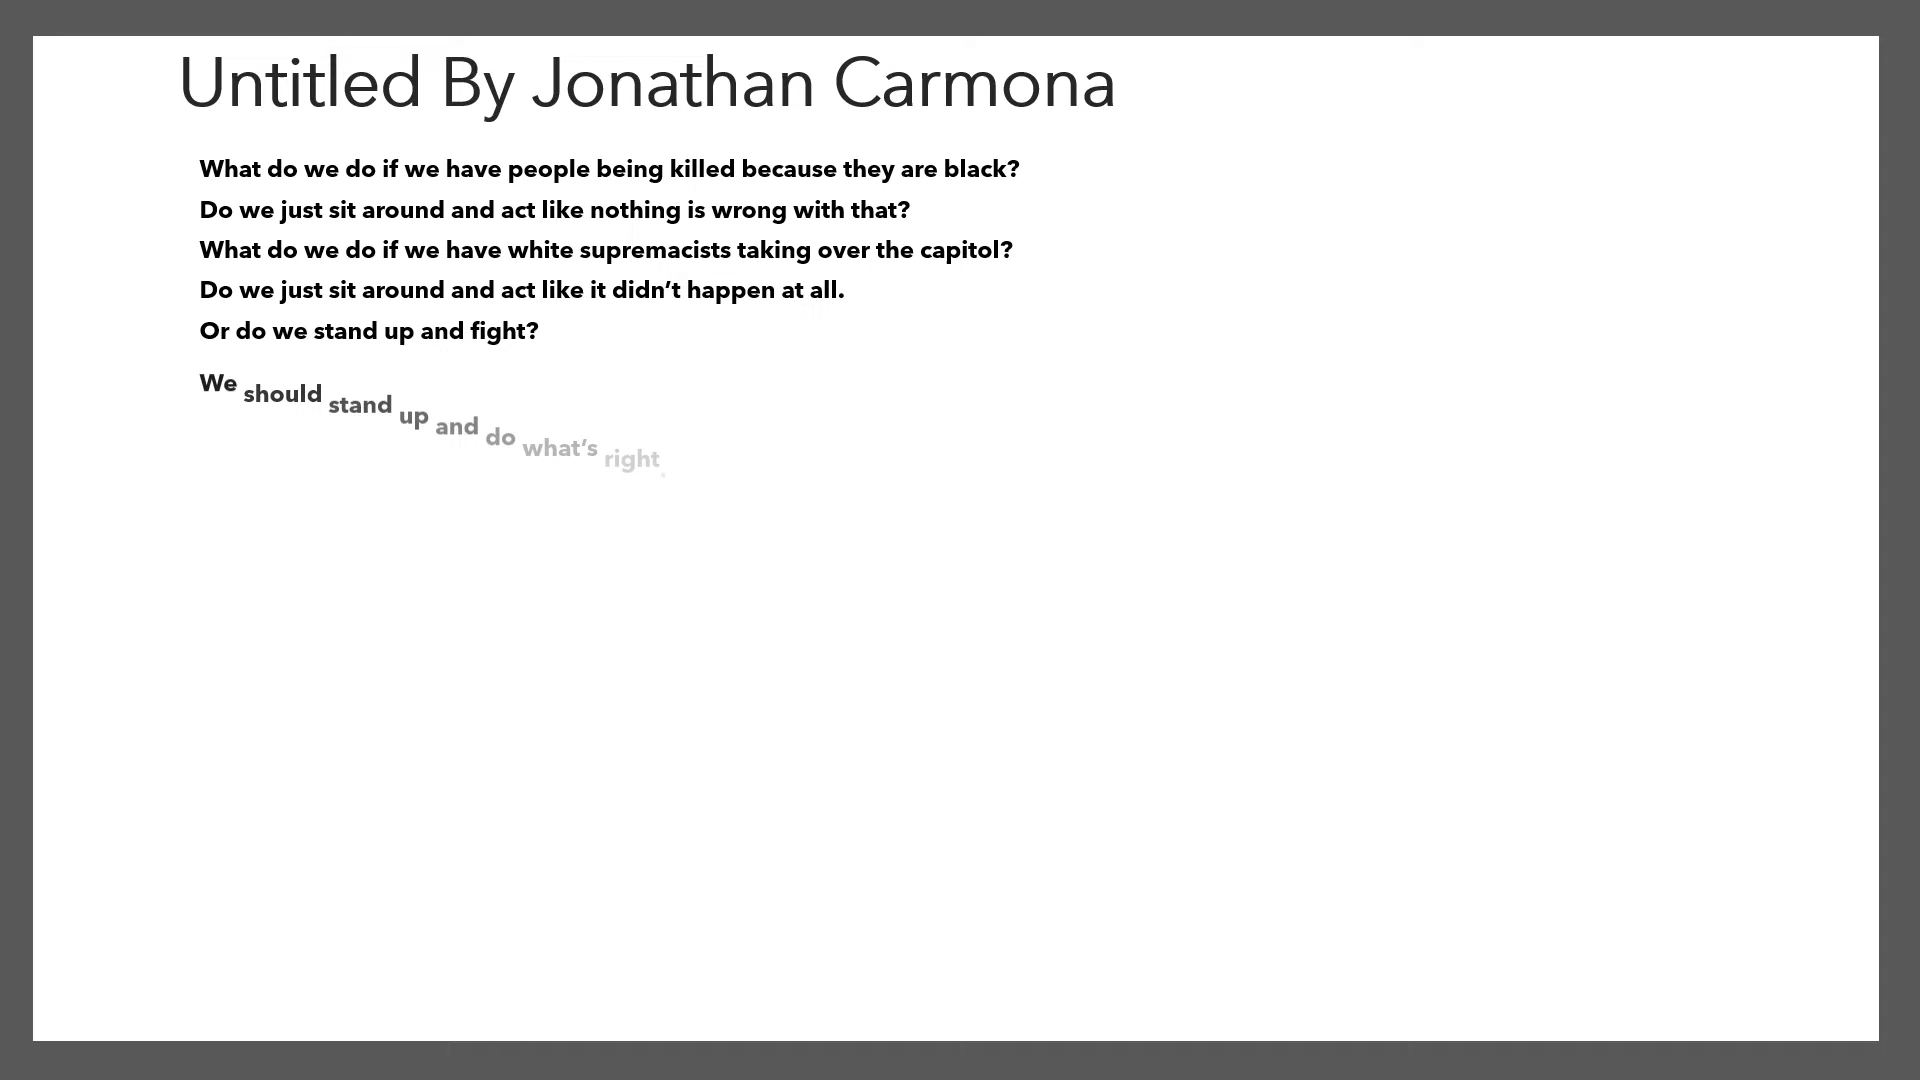 Untitled By Jonathan Carmona
What do we do if we have people being killed because they are black?
Do we just sit around and act like nothing is wrong with that?
What do we do if we have white supremacists taking over the capitol?
Do we just sit around and act like it didn’t happen at all.
Or do we stand up and fight?
We should stand up and do what’s right.